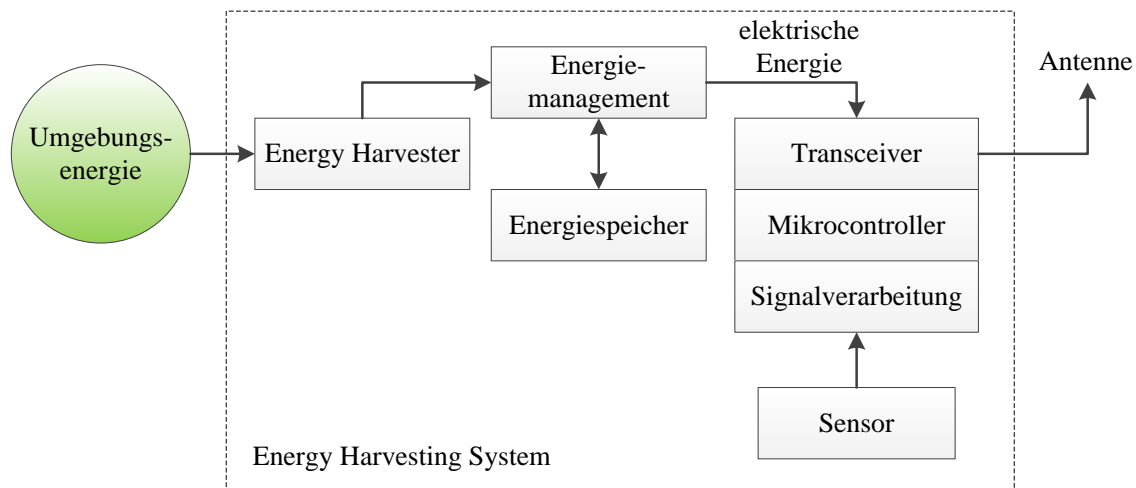 Umgebungs-
energie
Energy Harvester
Energie-
management
Energiespeicher
elektrische
Energie
Transceiver
Mikrocontroller
Signalverarbeitung
Sensor
Antenne
Energy Harvesting System